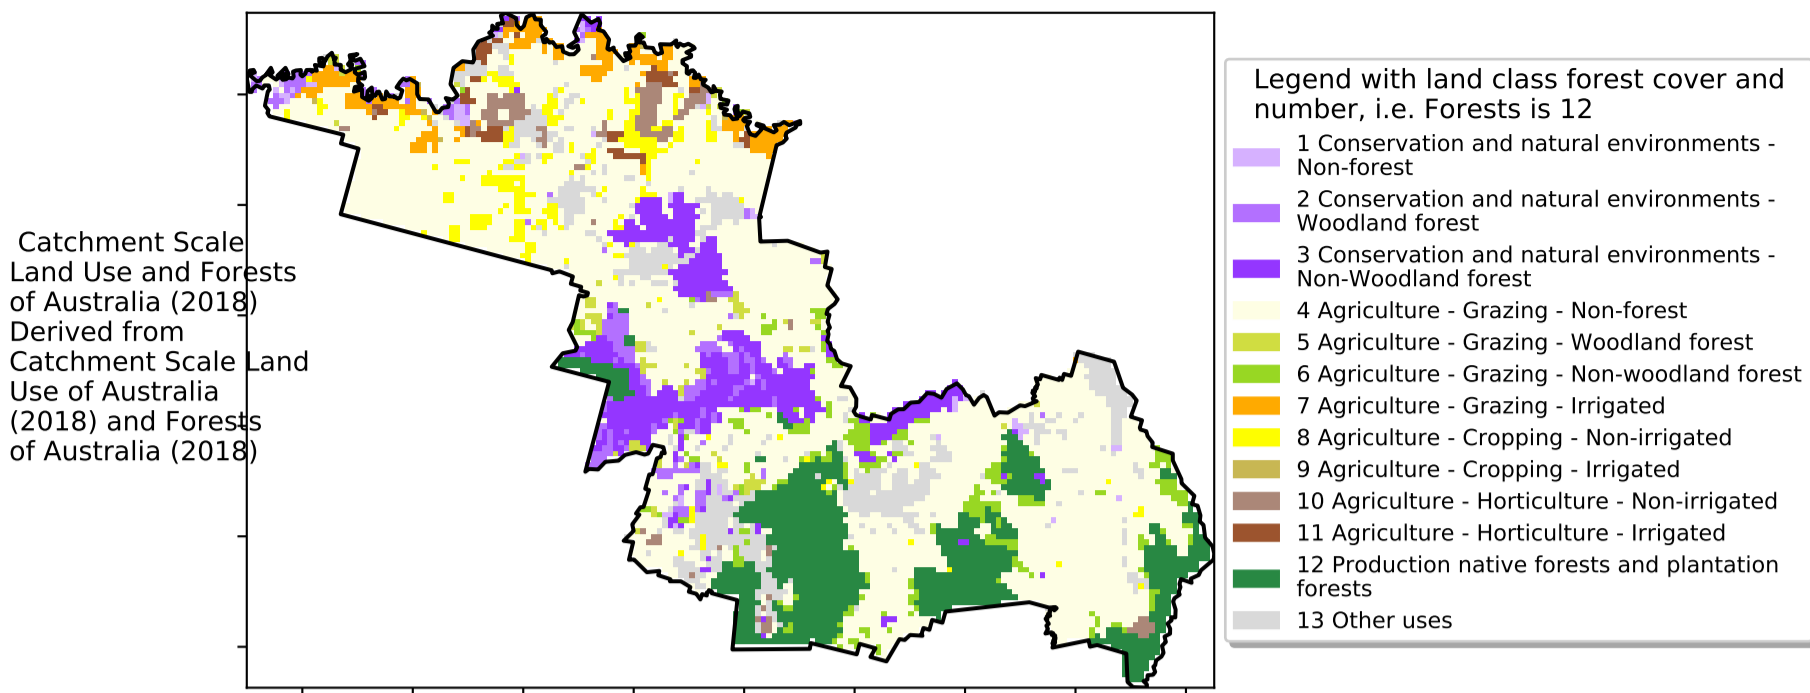 Catchment Scale
Land Use and Forests
of Australia (2018)
Derived from
Catchment Scale Land
Use of Australia
(2018) and Forests
of Australia (2018)
Legend with land class forest cover and
number, i.e. Forests is 12
1 Conservation and natural environments -
Non-forest
2 Conservation and natural environments -
Woodland forest
3 Conservation and natural environments -
Non-Woodland forest
4 Agriculture - Grazing - Non-forest
5 Agriculture - Grazing - Woodland forest
6 Agriculture - Grazing - Non-woodland forest
7 Agriculture - Grazing - Irrigated
8 Agriculture - Cropping - Non-irrigated
9 Agriculture - Cropping - Irrigated
10 Agriculture - Horticulture - Non-irrigated
11 Agriculture - Horticulture - Irrigated
12 Production native forests and plantation
forests
13 Other uses